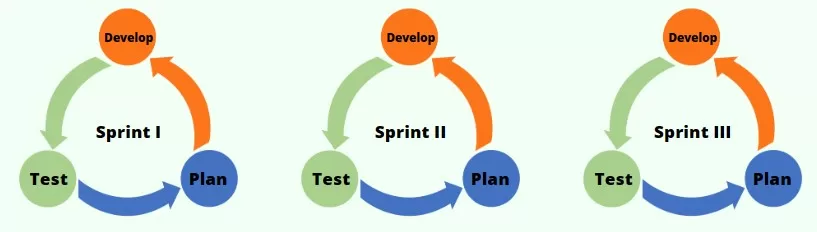 Develop
Sprint I
Test
Plan
Develop
Sprint II
Test
Plan
Develop
Sprint III
Test
Plan